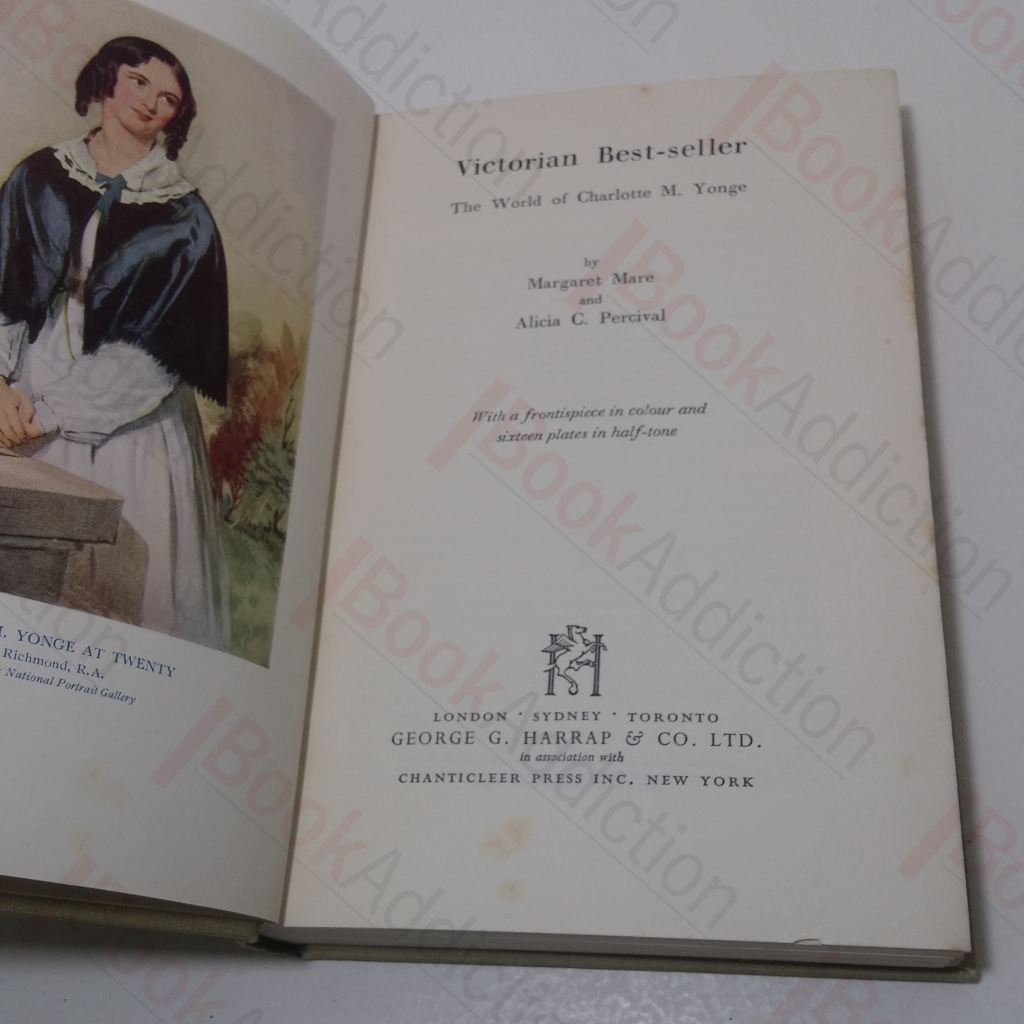 I. YONGE AT TWENTY
Richmond, R.A.
National Portrait Gallery
Victorian Best-seller
The World of Charlotte M. Yonge
by
Margaret Mare
and
Alicia C. Percival
With a frontispiece in colour and
sixteen plates in half-tone
LONDON · SYDNEY · TORONTO
GEORGE G. HARRAP & CO. LTD.
in association with
CHANTICLEER PRESS INC. NEW YORK
BookAddiction